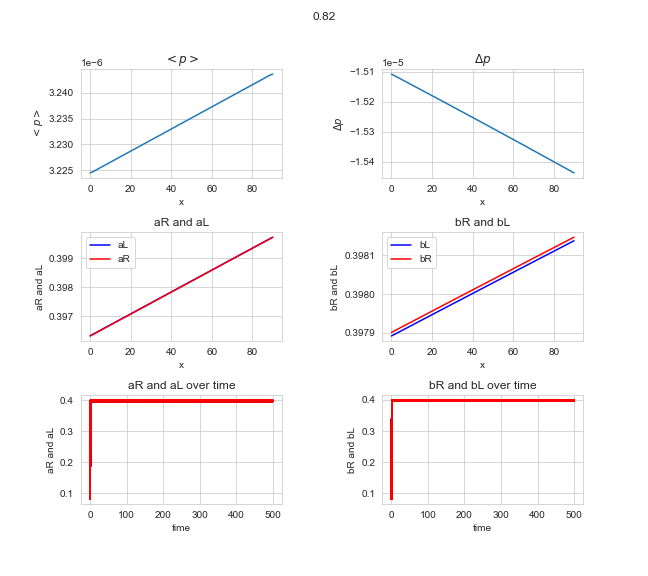 0.82
<p>
1e−6
<p>
3.240
3.235
3.230
3.225
0 20 40 60 80
x
Δp
1e−5
Δp
−1.51
−1.52
−1.53
−1.54
0 20 40 60 80
x
aR and aL
aL
aR
aR and aL
0.399
0.398
0.397
0 20 40 60 80
x
bR and bL
bL
bR
bR and bL
0.3981
0.3980
0.3979
0 20 40 60 80
x
aR and aL over time
aR and aL
0.4
0.3
0.2
0.1
0 100 200 300 400 500
time
bR and bL over time
bR and bL
0.4
0.3
0.2
0.1
0 100 200 300 400 500
time